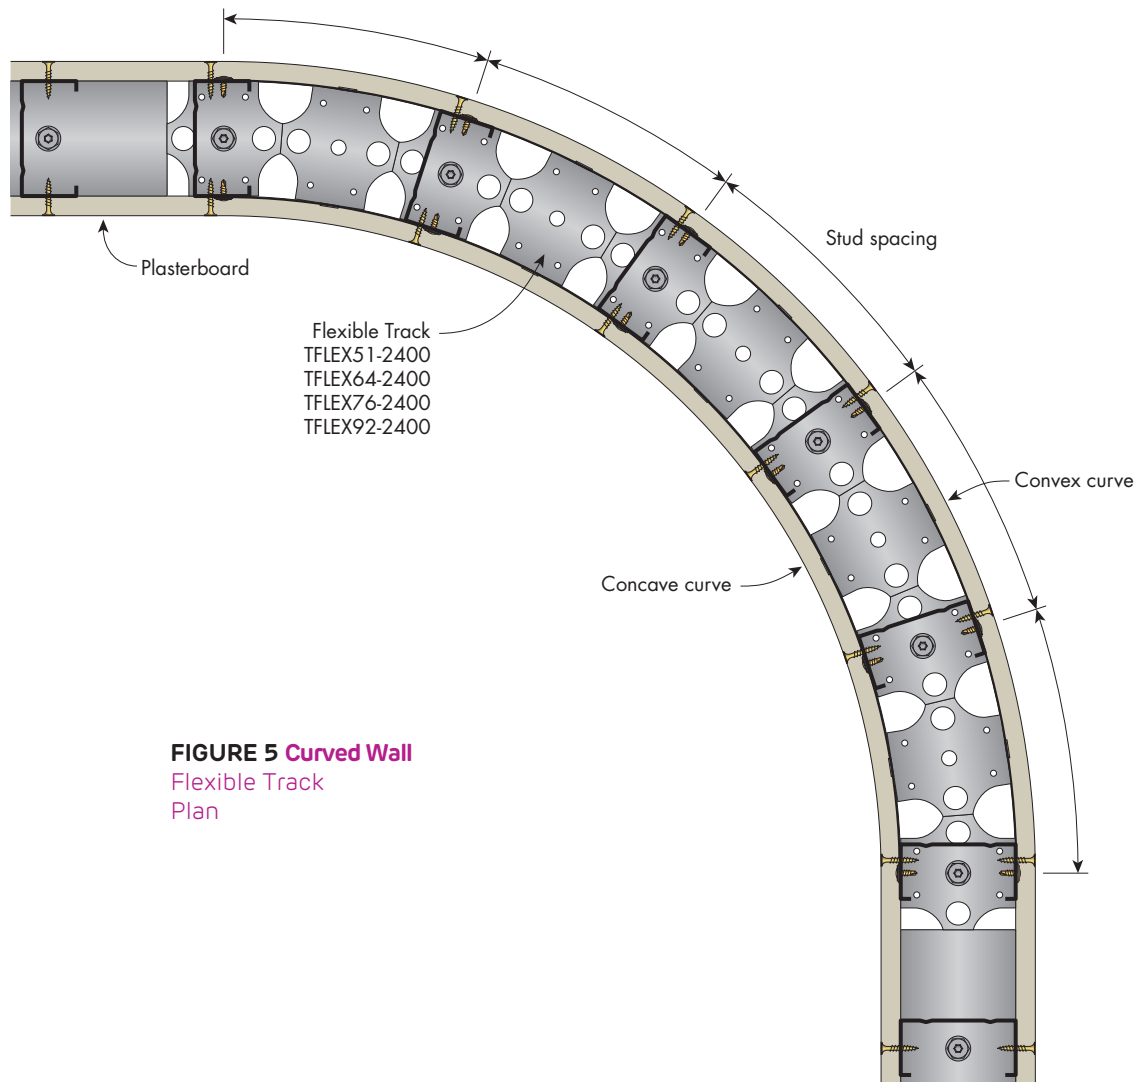 Stud spacing
Plasterboard
Flexible Track
TFLEX51-2400
TFLEX64-2400
TFLEX76-2400
TFLEX92-2400
Convex curve
Concave curve
FIGURE 5 Curved Wall
Flexible Track
Plan